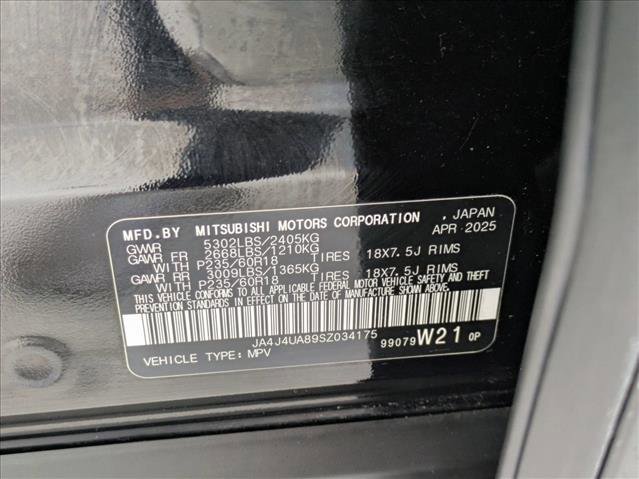 MFD.BY MITSUBISHI MOTORS CORPORATION , JAPAN
GVWR 5302LBS/2405KG APR 2025
GAWR FR 2668LBS/1210KG
WITH P235/60R18 TIRES 18X7.5J RIMS
GAWR RR 3009LBS/1365KG
WITH P235/60R18 TIRES 18X7.5J RIMS
THIS VEHICLE CONFORMS TO ALL APPLICABLE FEDERAL MOTOR VEHICLE SAFETY AND THEFT
PREVENTION STANDARDS IN EFFECT ON THE DATE OF MANUFACTURE SHOWN ABOVE.
JA4J4UA89SZ034175
VEHICLE TYPE: MPV 99079 W21 0P